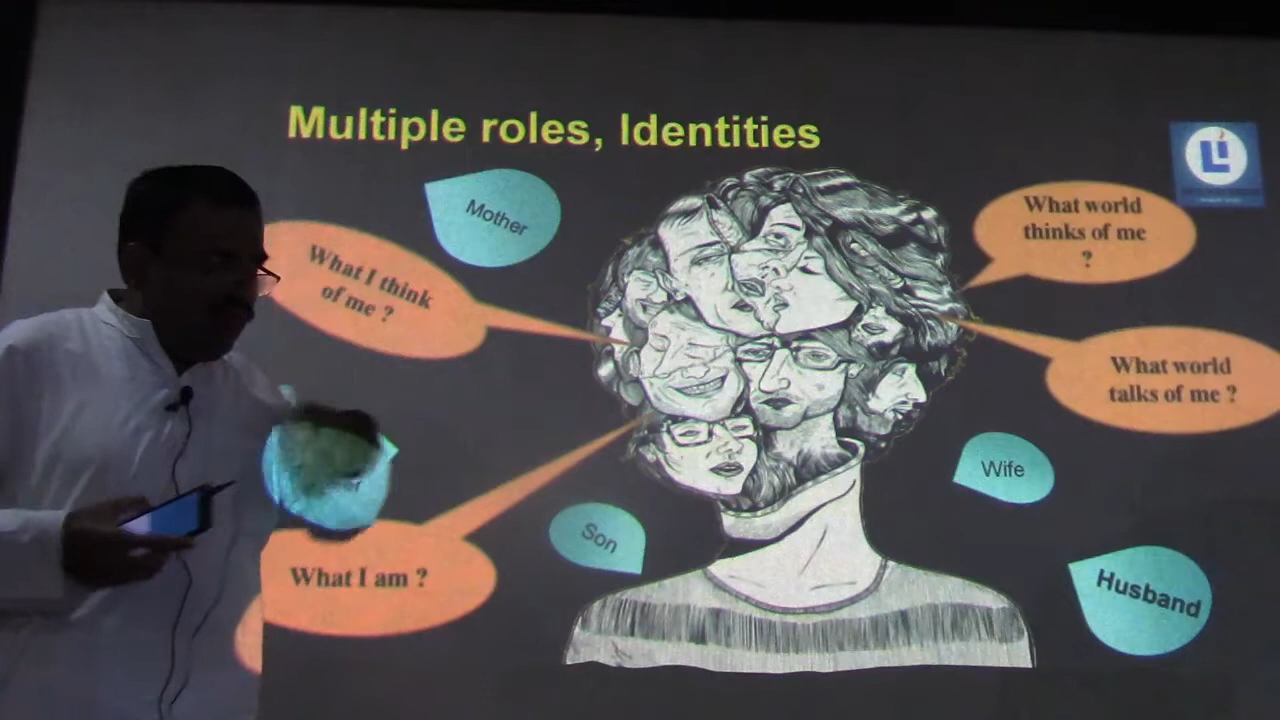 Multiple roles, Identities
Mother
What I think
of me ?
What world
thinks of me
?
What world
talks of me ?
Wife
Son
What I am ?
Husband